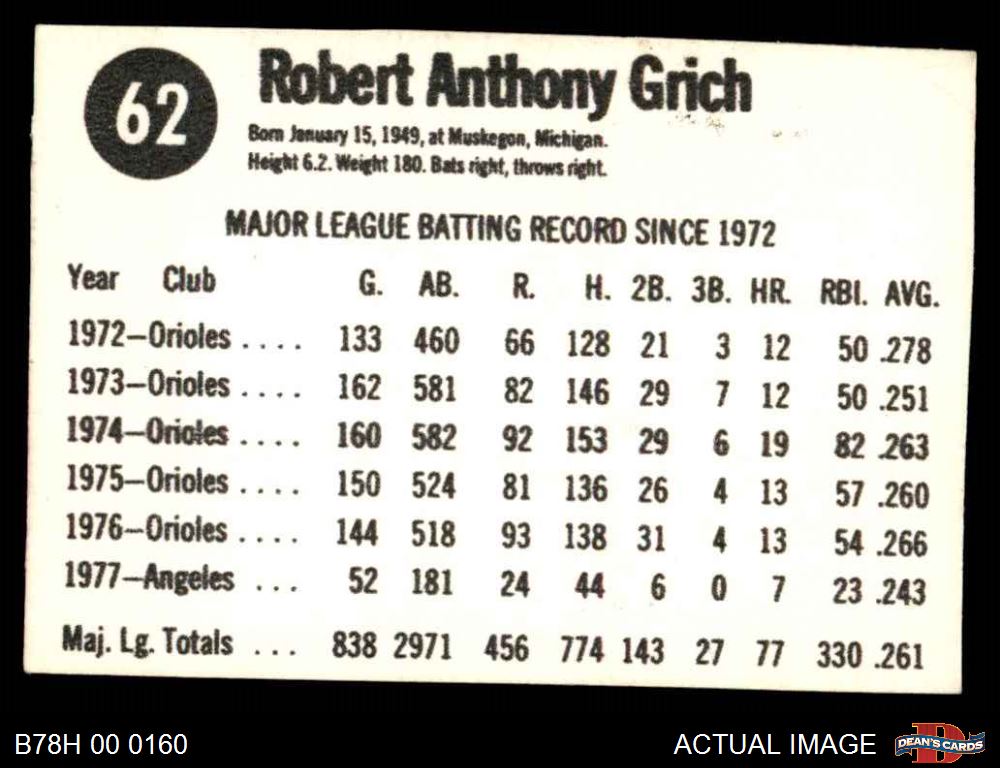 62
Robert Anthony Grich
Born January 15, 1949, at Muskegon, Michigan.
Height 6.2. Weight 180. Bats right, throws right.
MAJOR LEAGUE BATTING RECORD SINCE 1972
Year Club G. AB. R. H. 2B. 3B. HR. RBI. AVG.
1972—Orioles .... 133 460 66 128 21 3 12 50 .278
1973—Orioles .... 162 581 82 146 29 7 12 50 .251
1974—Orioles .... 160 582 92 153 29 6 19 82 .263
1975—Orioles .... 150 524 81 136 26 4 13 57 .260
1976—Orioles .... 144 518 93 138 31 4 13 54 .266
1977—Angeles ... 52 181 24 44 6 0 7 23 .243
Maj. Lg. Totals ... 838 2971 456 774 143 27 77 330 .261
B78H 00 0160
ACTUAL IMAGE
D
DEAN'S CARDS